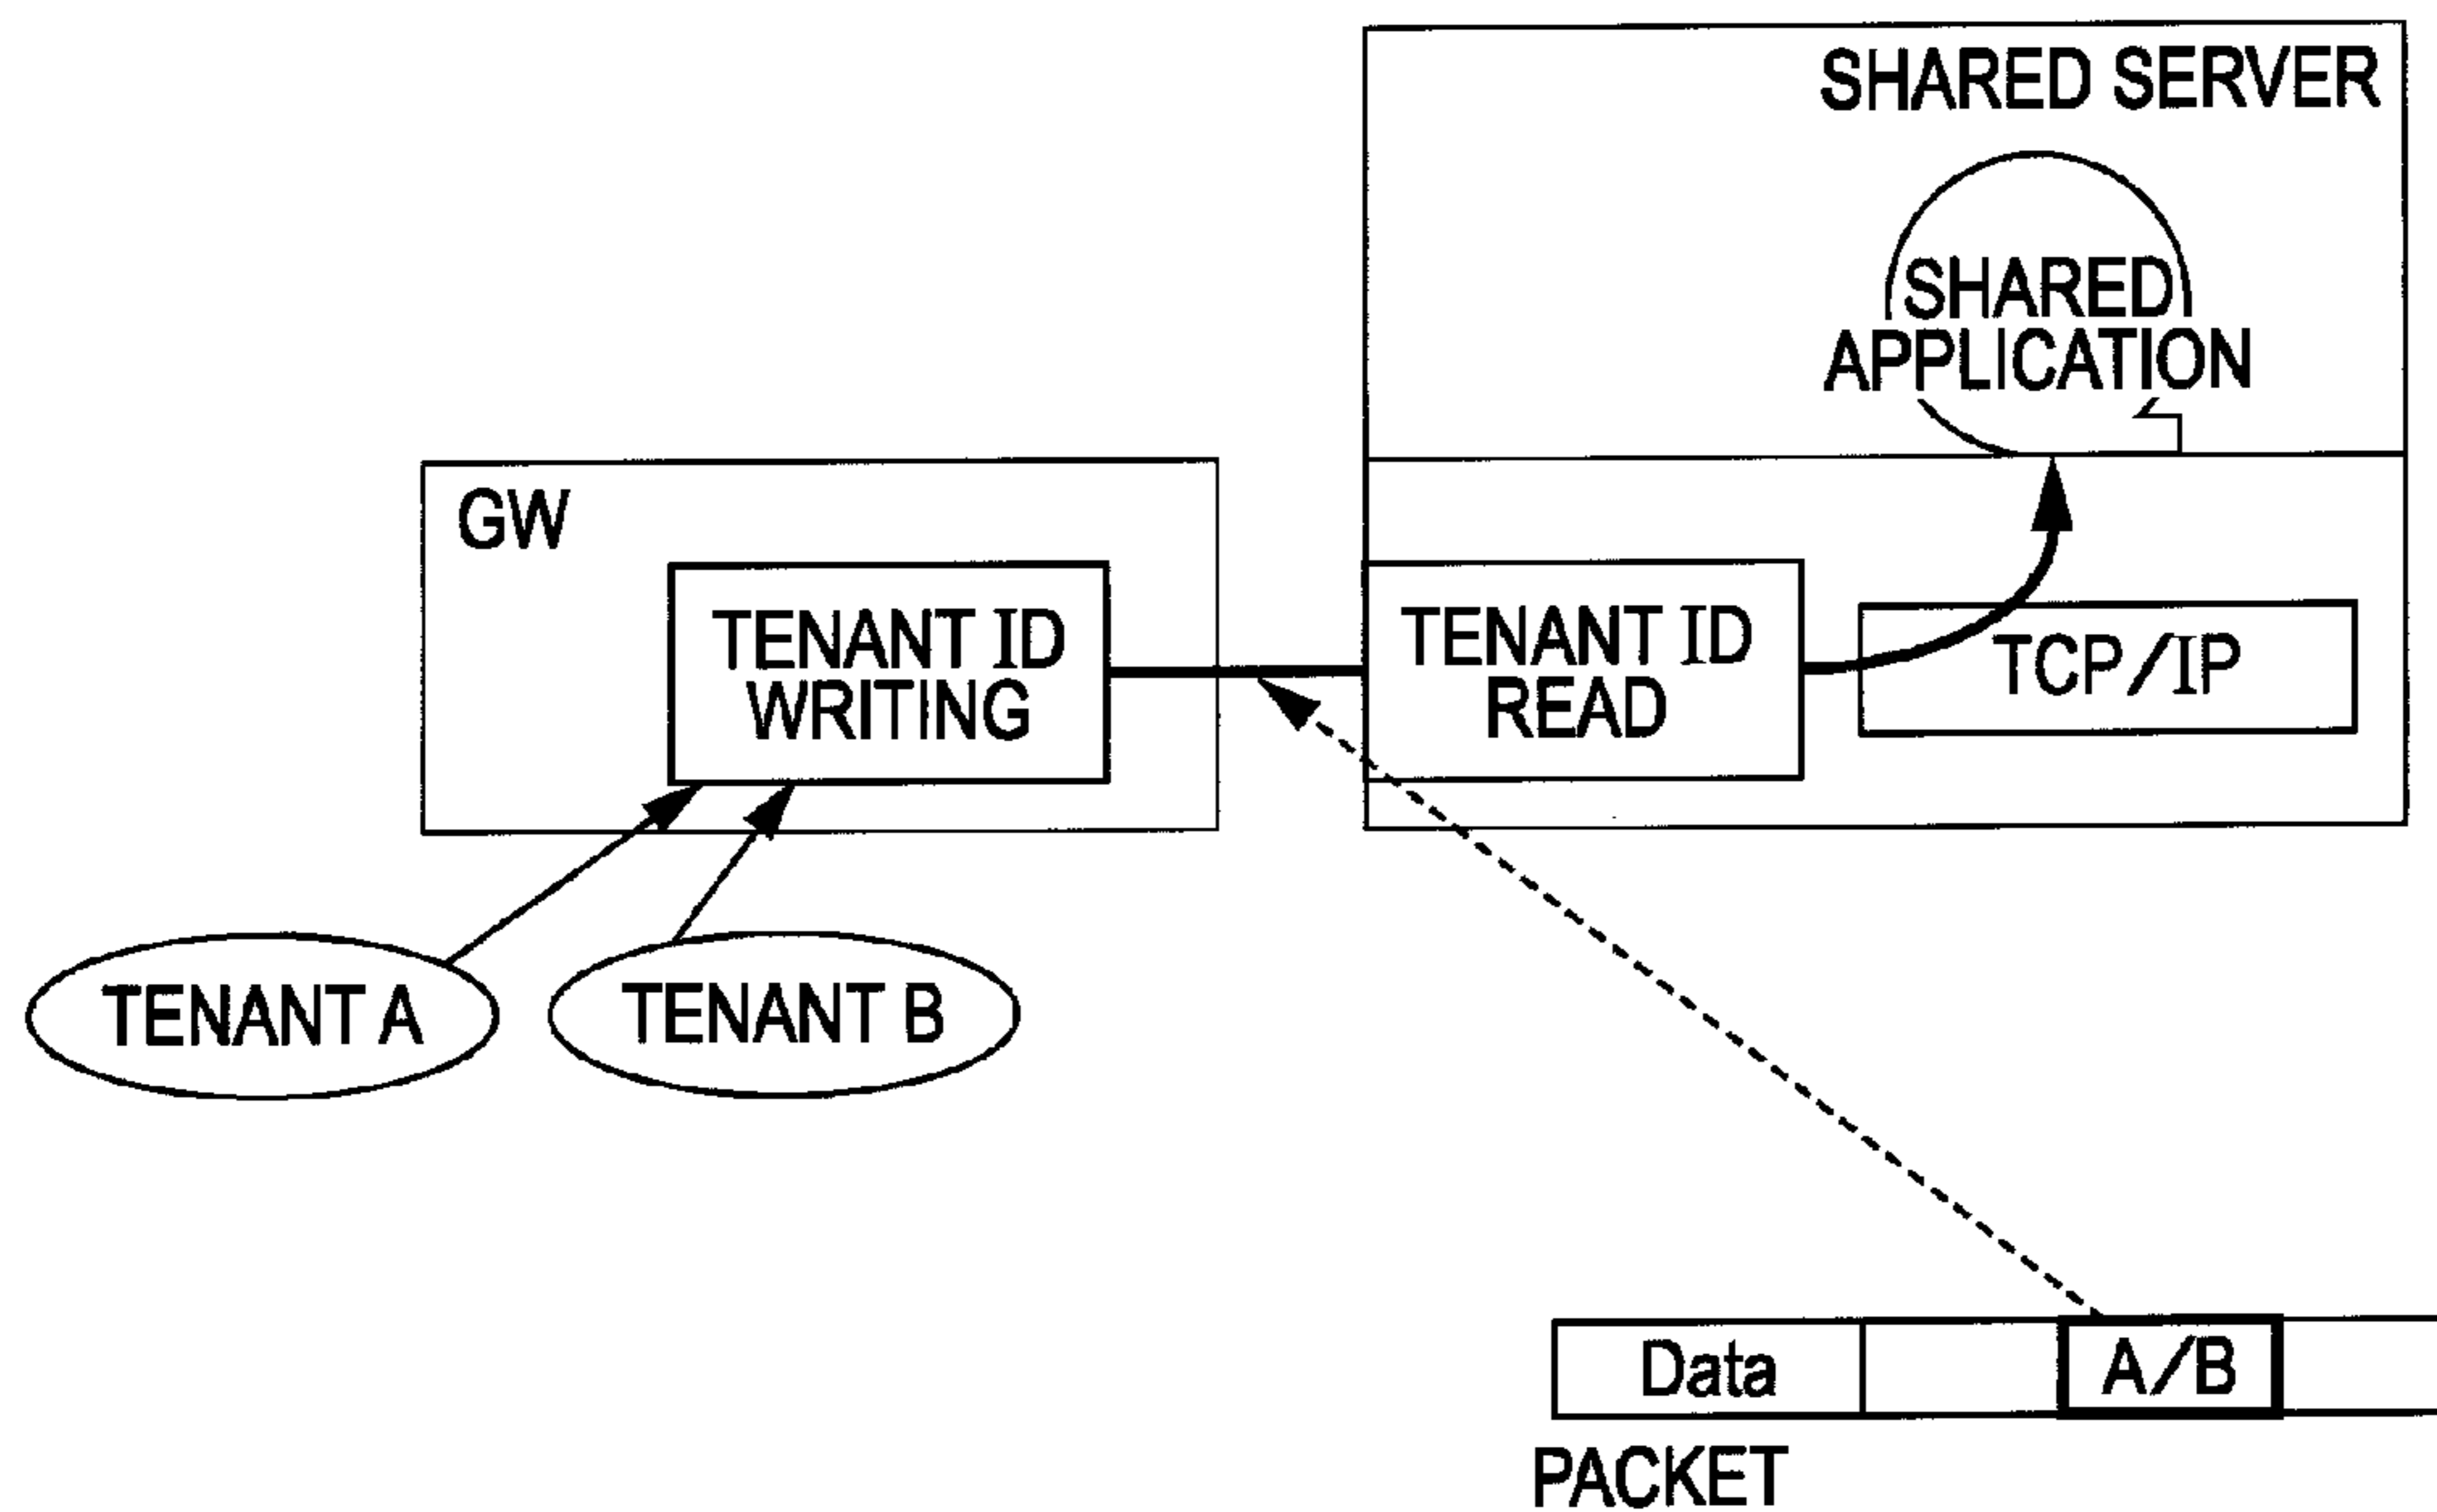 SHARED SERVER
SHARED
APPLICATION
GW
TENANT ID
WRITING
TENANT ID
READ
TCP/IP
TENANT A
TENANT B
Data
A/B
PACKET